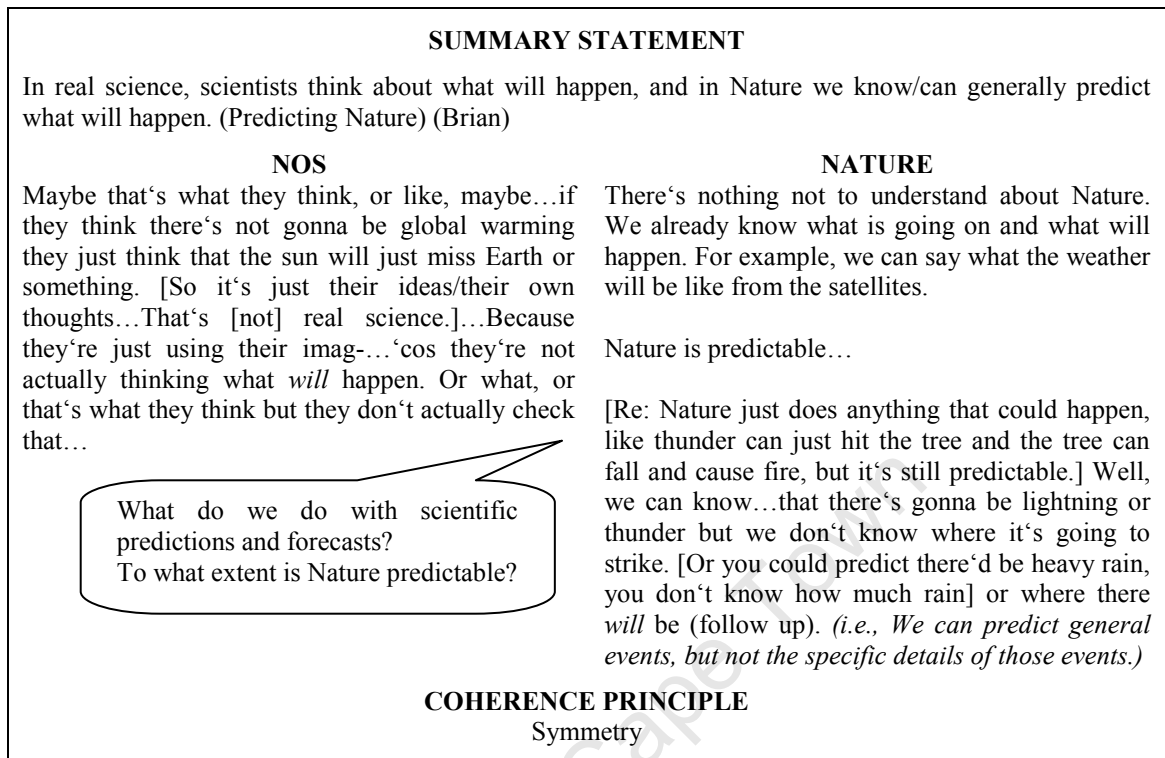 SUMMARY STATEMENT
In real science, scientists think about what will happen, and in Nature we know/can generally predict
what will happen. (Predicting Nature) (Brian)
NOS
Maybe that‘s what they think, or like, maybe…if
they think there‘s not gonna be global warming
they just think that the sun will just miss Earth or
something. [So it‘s just their ideas/their own
thoughts…That‘s [not] real science.]…Because
they‘re just using their imag-…‘cos they‘re not
actually thinking what will happen. Or what, or
that‘s what they think but they don‘t actually check
that…
What do we do with scientific
predictions and forecasts?
To what extent is Nature predictable?
NATURE
There‘s nothing not to understand about Nature.
We already know what is going on and what will
happen. For example, we can say what the weather
will be like from the satellites.
Nature is predictable…
[Re: Nature just does anything that could happen,
like thunder can just hit the tree and the tree can
fall and cause fire, but it‘s still predictable.] Well,
we can know…that there‘s gonna be lightning or
thunder but we don‘t know where it‘s going to
strike. [Or you could predict there‘d be heavy rain,
you don‘t know how much rain] or where there
will be (follow up). (i.e., We can predict general
events, but not the specific details of those events.)
COHERENCE PRINCIPLE
Symmetry
Cape Town